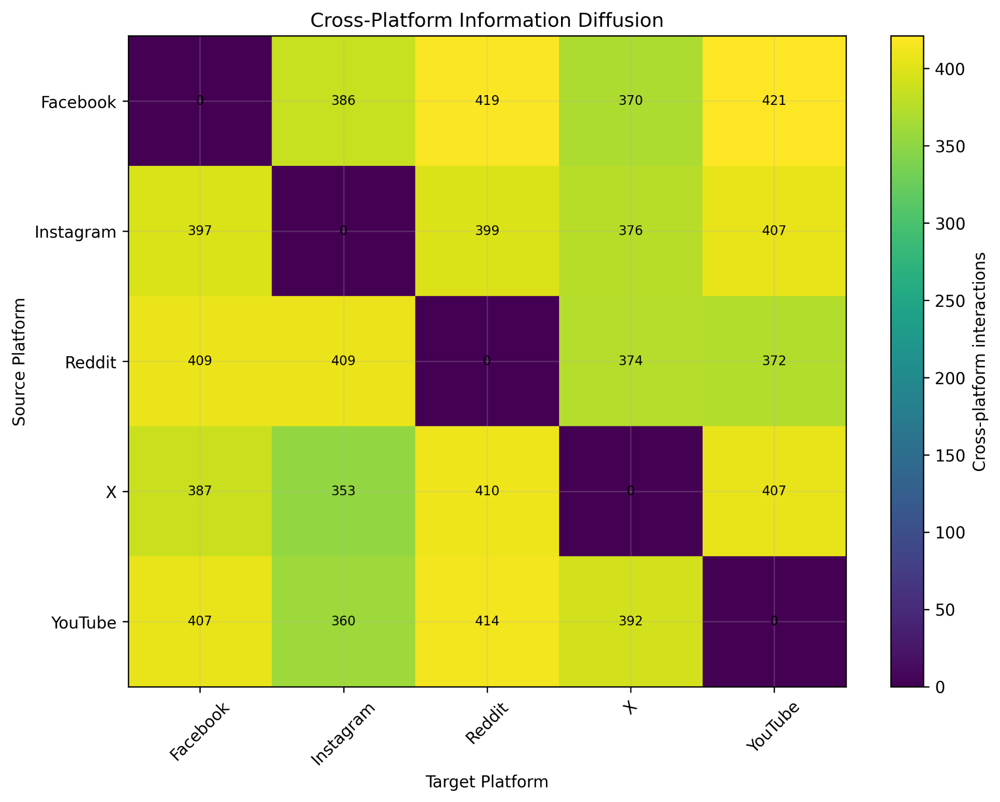 Cross-Platform Information Diffusion
Facebook 0 386 419 370 421
Instagram 397 0 399 376 407
Reddit 409 409 0 374 372
X 387 353 410 0 407
YouTube 407 360 414 392 0
Source Platform
Facebook Instagram Reddit X YouTube
Target Platform
400
350
300
250
200
150
100
50
0
Cross-platform interactions